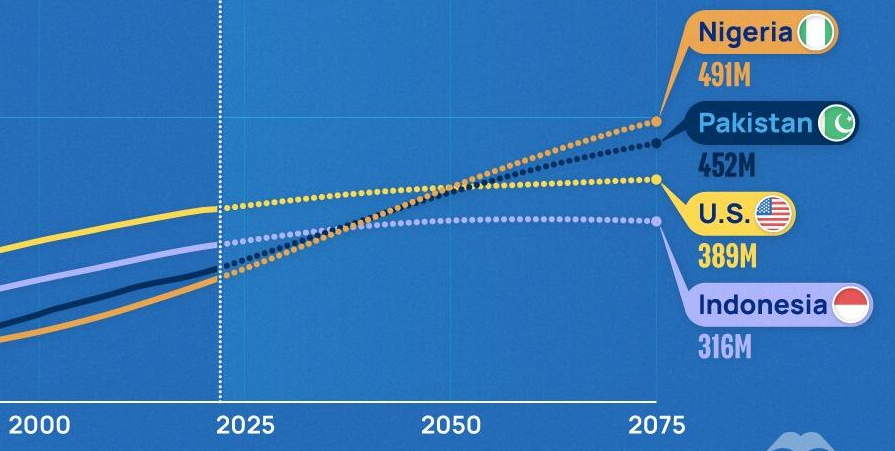 Nigeria
491M
Pakistan
452M
U.S.
389M
Indonesia
316M
2000 2025 2050 2075